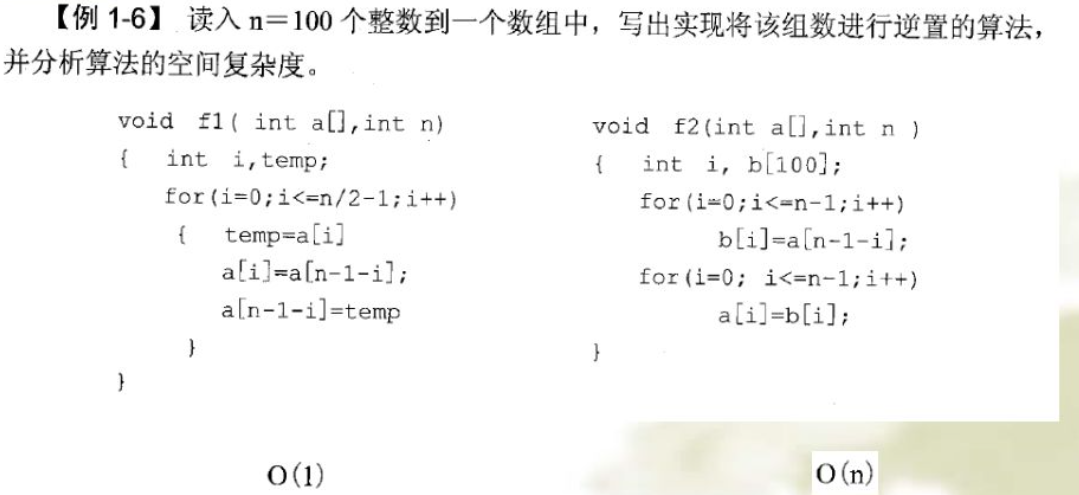 【例 1-6】 读入 n＝100 个整数到一个数组中，写出实现将该组数进行逆置的算法，
并分析算法的空间复杂度。
void f1( int a[],int n)
{ int i,temp;
for(i=0;i<=n/2-1;i++)
{ temp=a[i]
a[i]=a[n-1-i];
a[n-1-i]=temp
}
}
O(1)
void f2(int a[],int n )
{ int i, b[100];
for(i=0;i<=n-1;i++)
b[i]=a[n-1-i];
for(i=0; i<=n-1;i++)
a[i]=b[i];
}
O(n)